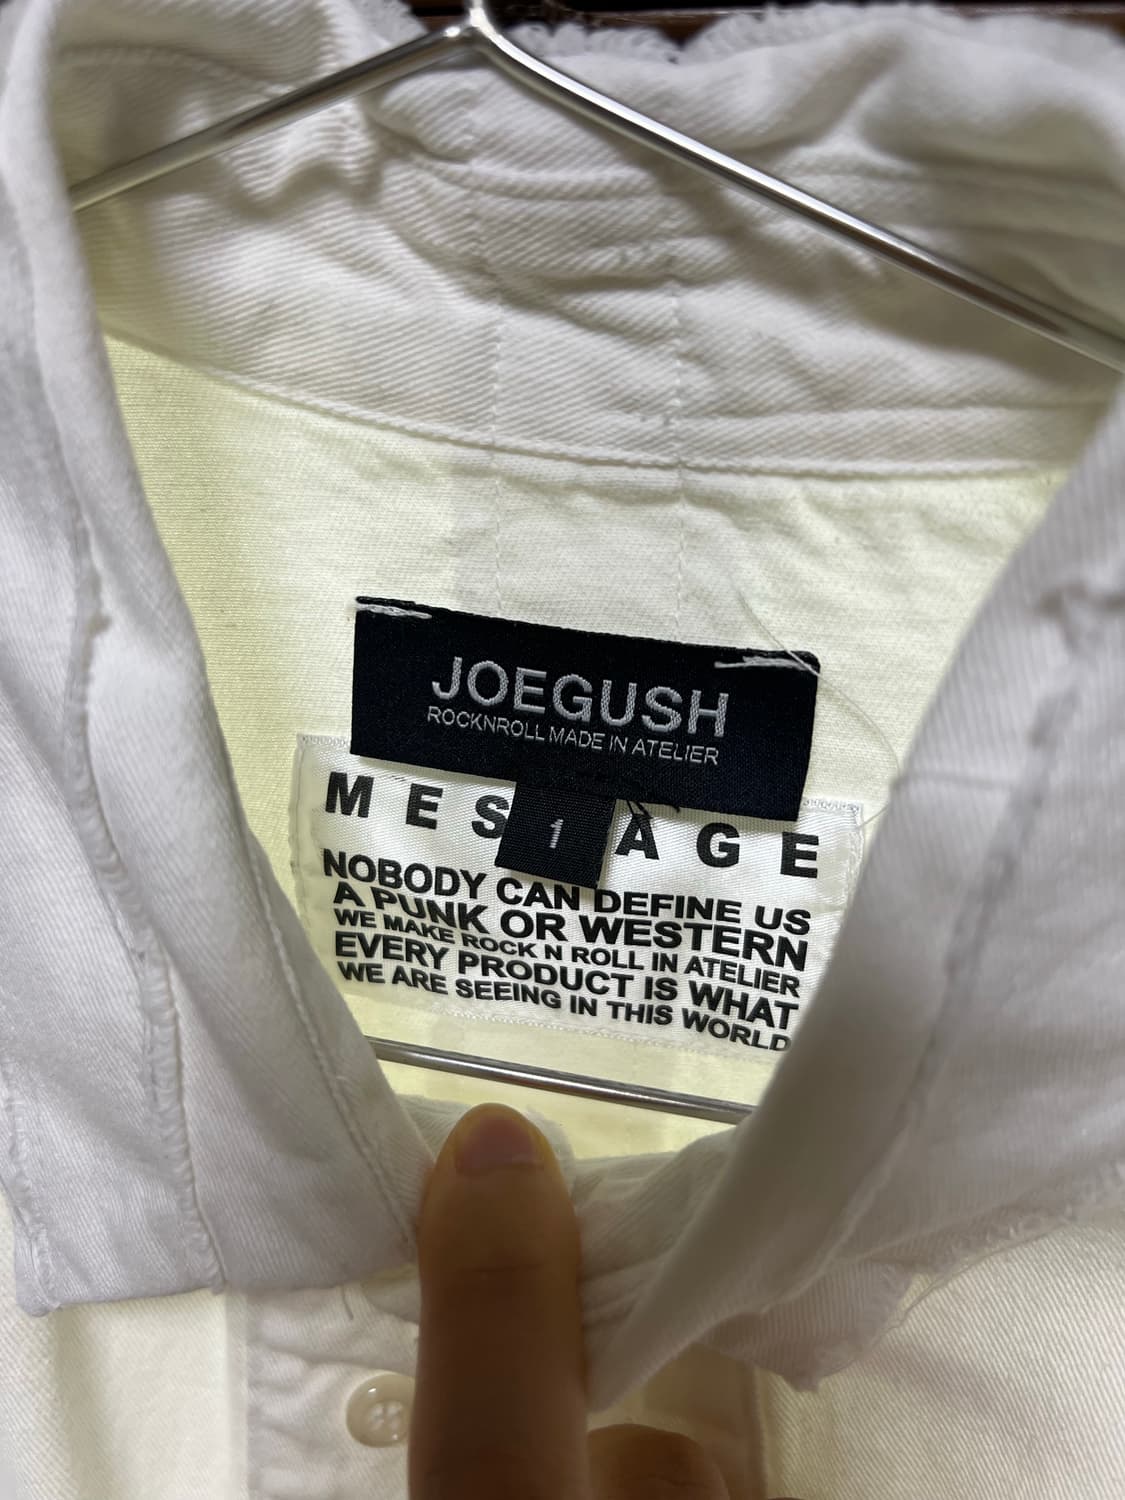 JOEGUSH
ROCKNROLL MADE IN ATELIER
1
MES AGE
NOBODY CAN DEFINE US
A PUNK OR WESTERN
WE MAKE ROCK N ROLL IN ATELIER
EVERY PRODUCT IS WHAT
WE ARE SEEING IN THIS WORLD